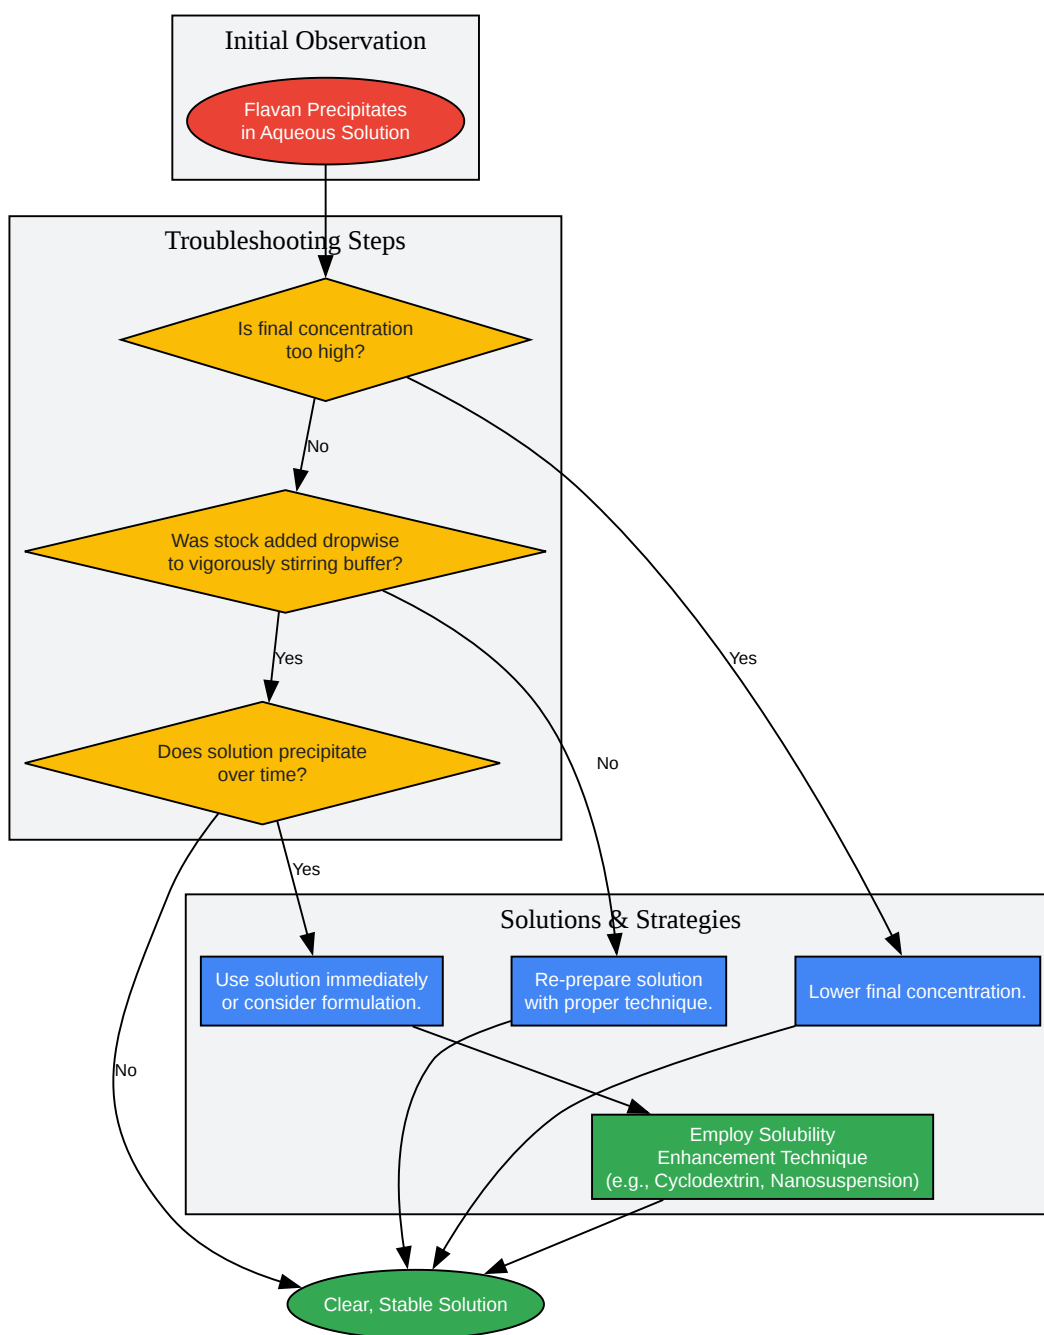 Initial Observation
Flavan Precipitates
in Aqueous Solution
Troubleshooting Steps
Is final concentration
too high?
No
Was stock added dropwise
to vigorously stirring buffer?
Yes
Yes
Does solution precipitate
over time?
No
Yes
Solutions & Strategies
Use solution immediately
or consider formulation.
Re-prepare solution
with proper technique.
Lower final concentration.
No
Employ Solubility
Enhancement Technique
(e.g., Cyclodextrin, Nanosuspension)
Clear, Stable Solution